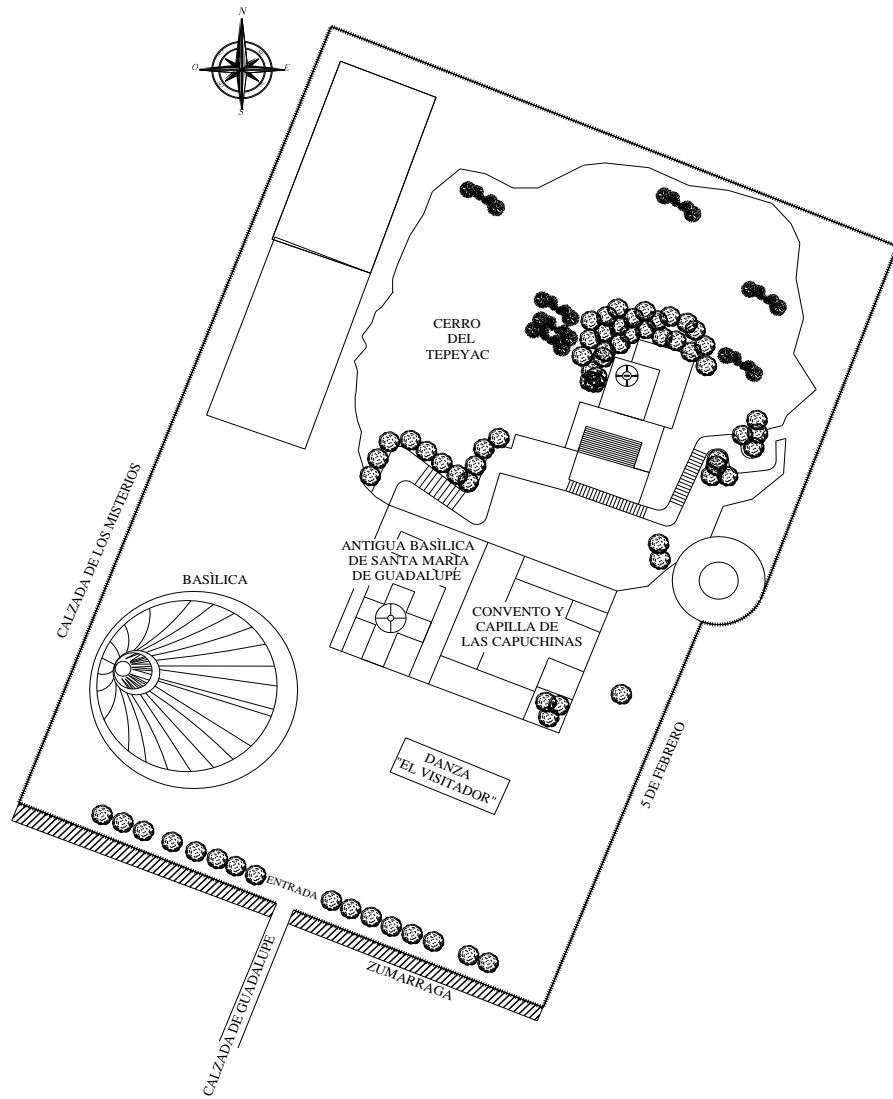 N
O
E
S
CERRO
DEL
TEPEYAC
CALZADA DE LOS MISTERIOS
ANTIGUA BASÌLICA
DE SANTA MARIA
DE GUADALUPE
BASÌLICA
CONVENTO Y
CAPILLA DE
LAS CAPUCHINAS
5 DE FEBRERO
DANZA
"EL VISITADOR"
ENTRADA
ZUMARRAGA
CALZADA DE GUADALUPE